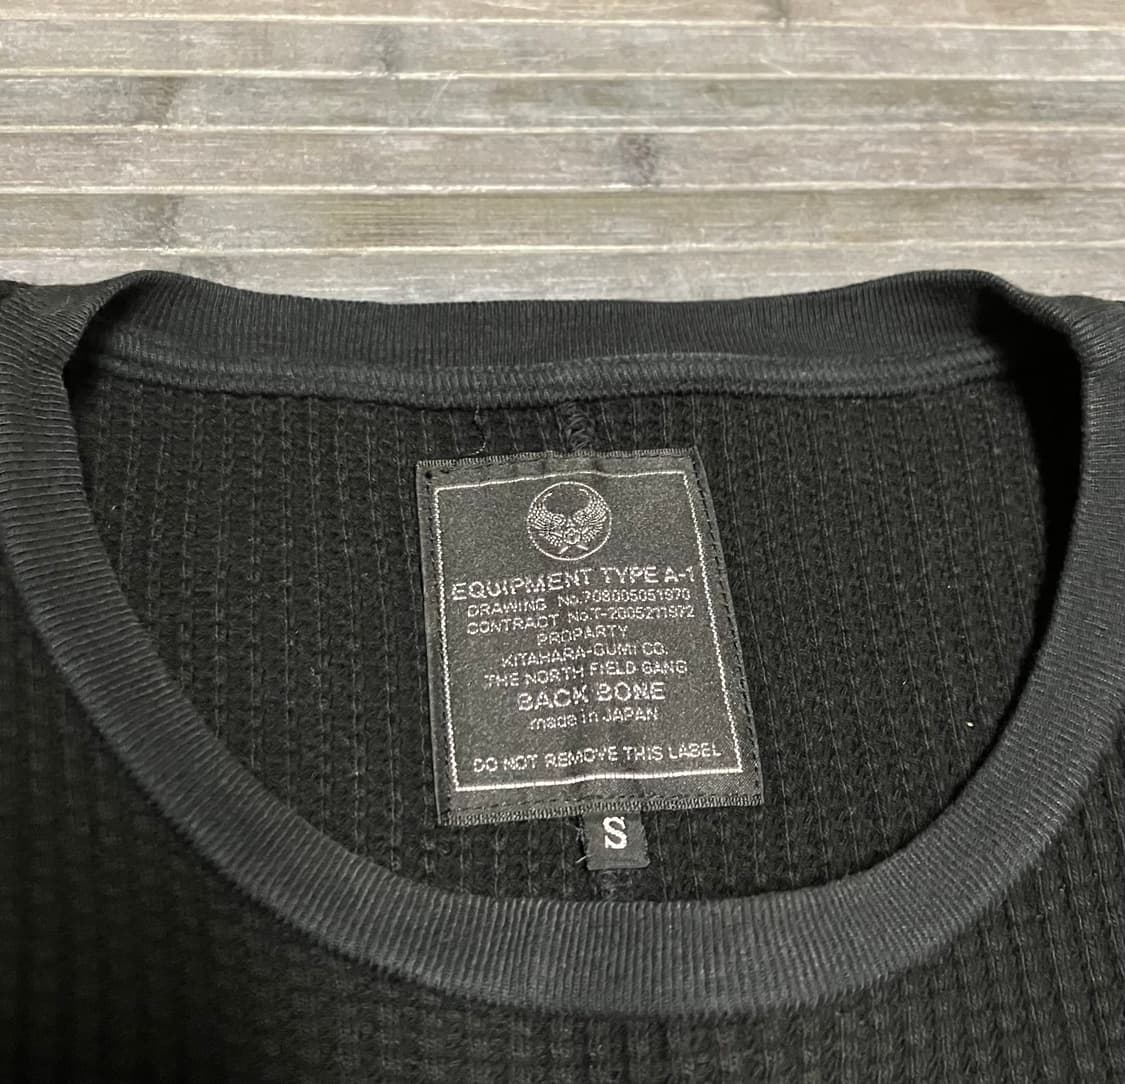 EQUIPMENT TYPE A-1
DRAWING No.708005051970
CONTRACT No.T-2005271972
PROPARTY
KITAHARA-GUMI CO.
THE NORTH FIELD GANG
BACK BONE
made in JAPAN
DO NOT REMOVE THIS LABEL
S